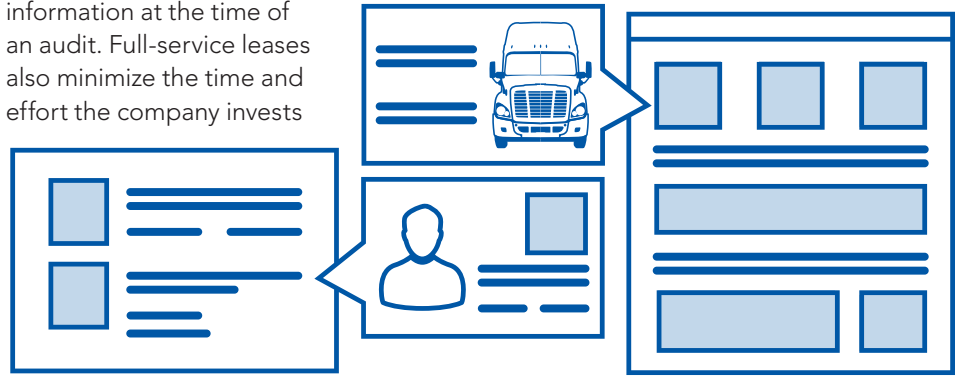 information at the time of
an audit. Full-service leases
also minimize the time and
effort the company invests